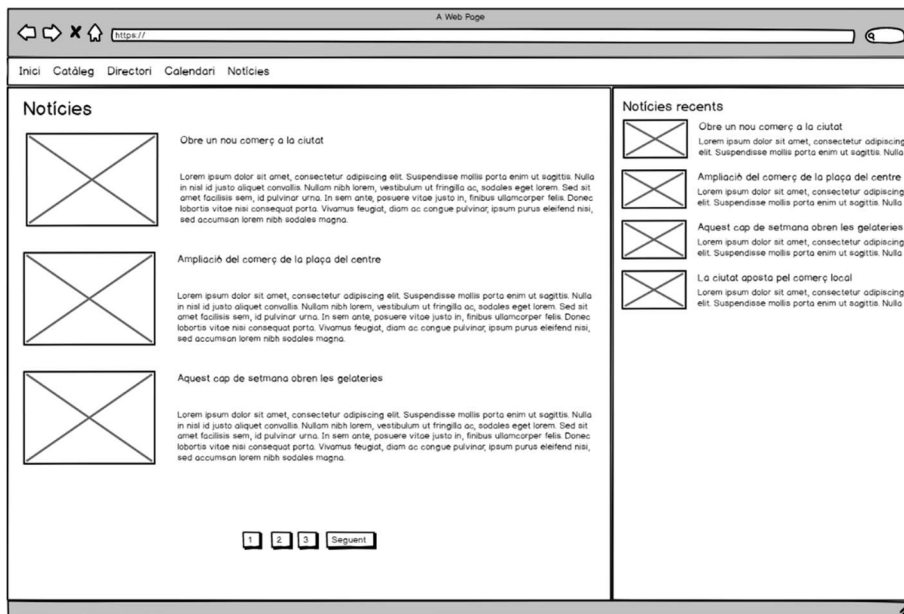 A Web Page
https://
Inici Catàleg Directori Calendari Notícies
Notícies
Obre un nou comerç a la ciutat
Lorem ipsum dolor sit amet, consectetur adipiscing elit. Suspendisse mollis porta enim ut sagittis. Nulla
in nisl id justo aliquet convallis. Nullam nibh lorem, vestibulum ut fringilla ac, sodales eget lorem. Sed sit
amet facilisis sem, id pulvinar urna. In sem ante, posuere vitae justo in, finibus ullamcorper felis. Donec
lobortis vitae nisi consequat porta. Vivamus feugiat, diam ac congue pulvinar, ipsum purus eleifend nisi,
sed accumsan lorem nibh sodales magna.
Ampliació del comerç de la plaça del centre
Lorem ipsum dolor sit amet, consectetur adipiscing elit. Suspendisse mollis porta enim ut sagittis. Nulla
in nisl id justo aliquet convallis. Nullam nibh lorem, vestibulum ut fringilla ac, sodales eget lorem. Sed sit
amet facilisis sem, id pulvinar urna. In sem ante, posuere vitae justo in, finibus ullamcorper felis. Donec
lobortis vitae nisi consequat porta. Vivamus feugiat, diam ac congue pulvinar, ipsum purus eleifend nisi,
sed accumsan lorem nibh sodales magna.
Aquest cap de setmana obren les gelateries
Lorem ipsum dolor sit amet, consectetur adipiscing elit. Suspendisse mollis porta enim ut sagittis. Nulla
in nisl id justo aliquet convallis. Nullam nibh lorem, vestibulum ut fringilla ac, sodales eget lorem. Sed sit
amet facilisis sem, id pulvinar urna. In sem ante, posuere vitae justo in, finibus ullamcorper felis. Donec
lobortis vitae nisi consequat porta. Vivamus feugiat, diam ac congue pulvinar, ipsum purus eleifend nisi,
sed accumsan lorem nibh sodales magna.
1 2 3 Seguent
Notícies recents
Obre un nou comerç a la ciutat
Lorem ipsum dolor sit amet, consectetur adipiscing
elit. Suspendisse mollis porta enim ut sagittis. Nulla
Ampliació del comerç de la plaça del centre
Lorem ipsum dolor sit amet, consectetur adipiscing
elit. Suspendisse mollis porta enim ut sagittis. Nulla
Aquest cap de setmana obren les gelateries
Lorem ipsum dolor sit amet, consectetur adipiscing
elit. Suspendisse mollis porta enim ut sagittis. Nulla
La ciutat aposta pel comerç local
Lorem ipsum dolor sit amet, consectetur adipiscing
elit. Suspendisse mollis porta enim ut sagittis. Nulla